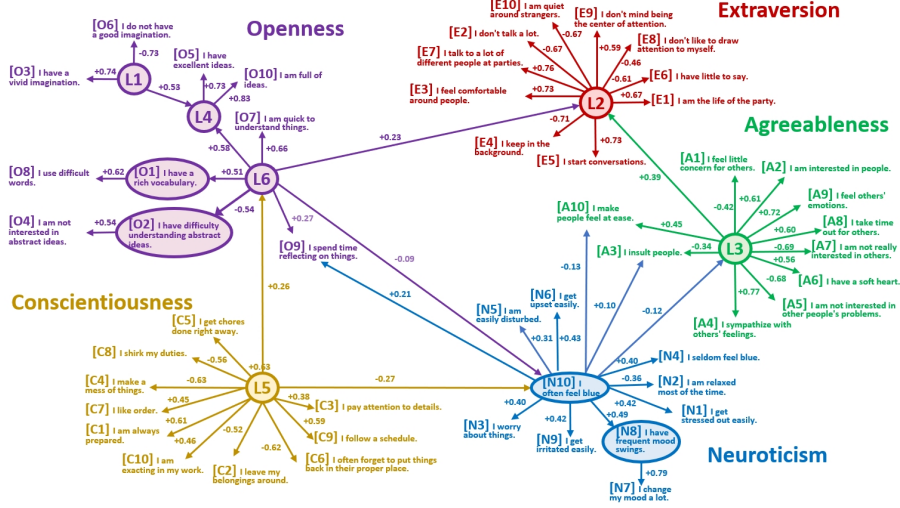 Openness
[O6] I do not have
a good imagination.
-0.73
[O3] I have a
vivid imagination.
+0.74
L1
+0.53
[O5] I have
excellent ideas.
+0.73
[O10] I am full of
ideas.
+0.83
L4
[O7] I am quick to
understand things.
+0.58
+0.66
[O8] I use difficult
words.
+0.62
[O1] I have a
rich vocabulary.
+0.51
L6
+0.23
[O4] I am not
interested in
abstract ideas.
+0.54
[O2] I have difficulty
understanding abstract
ideas.
-0.54
+0.27
[O9] I spend time
reflecting on things.
-0.09
+0.21
+0.26
Extraversion
[E10] I am quiet
around strangers.
-0.67
[E9] I don't mind being
the center of attention.
+0.59
[E2] I don't talk a lot.
-0.67
[E8] I don't like to draw
attention to myself.
-0.46
[E7] I talk to a lot of
different people at parties.
+0.76
-0.61
[E6] I have little to say.
[E3] I feel comfortable
around people.
+0.73
L2
+0.67
[E1] I am the life of the party.
-0.71
[E4] I keep in the
background.
+0.73
[E5] I start conversations.
+0.39
Agreeableness
[A1] I feel little
concern for others.
-0.42
[A2] I am interested in people.
+0.61
[A9] I feel others'
emotions.
+0.72
[A10] I make
people feel at ease.
+0.45
[A8] I take time
out for others.
+0.60
[A3] I insult people.
-0.34
L3
-0.69
[A7] I am not really
interested in others.
+0.56
[A6] I have a soft heart.
-0.68
[A5] I am not interested in
other people's problems.
+0.77
[A4] I sympathize with
others' feelings.
-0.13
+0.10
-0.12
Conscientiousness
[C5] I get chores
done right away.
+0.63
[C8] I shirk my duties.
-0.56
[C4] I make a
mess of things.
-0.63
L5
-0.27
[C7] I like order.
+0.45
+0.38
[C3] I pay attention to details.
[C1] I am always
prepared.
+0.61
+0.59
[C9] I follow a schedule.
+0.46
[C10] I am
exacting in my work.
-0.52
[C2] I leave my
belongings around.
-0.62
[C6] I often forget to put things
back in their proper place.
[N6] I get
upset easily.
+0.43
[N5] I am
easily disturbed.
+0.31
[N10] I
often feel blue.
+0.40
[N4] I seldom feel blue.
-0.36
[N2] I am relaxed
most of the time.
+0.42
[N1] I get
stressed out easily.
+0.40
[N3] I worry
about things.
+0.42
[N9] I get
irritated easily.
+0.49
[N8] I have
frequent mood
swings.
+0.79
[N7] I change
my mood a lot.
Neuroticism